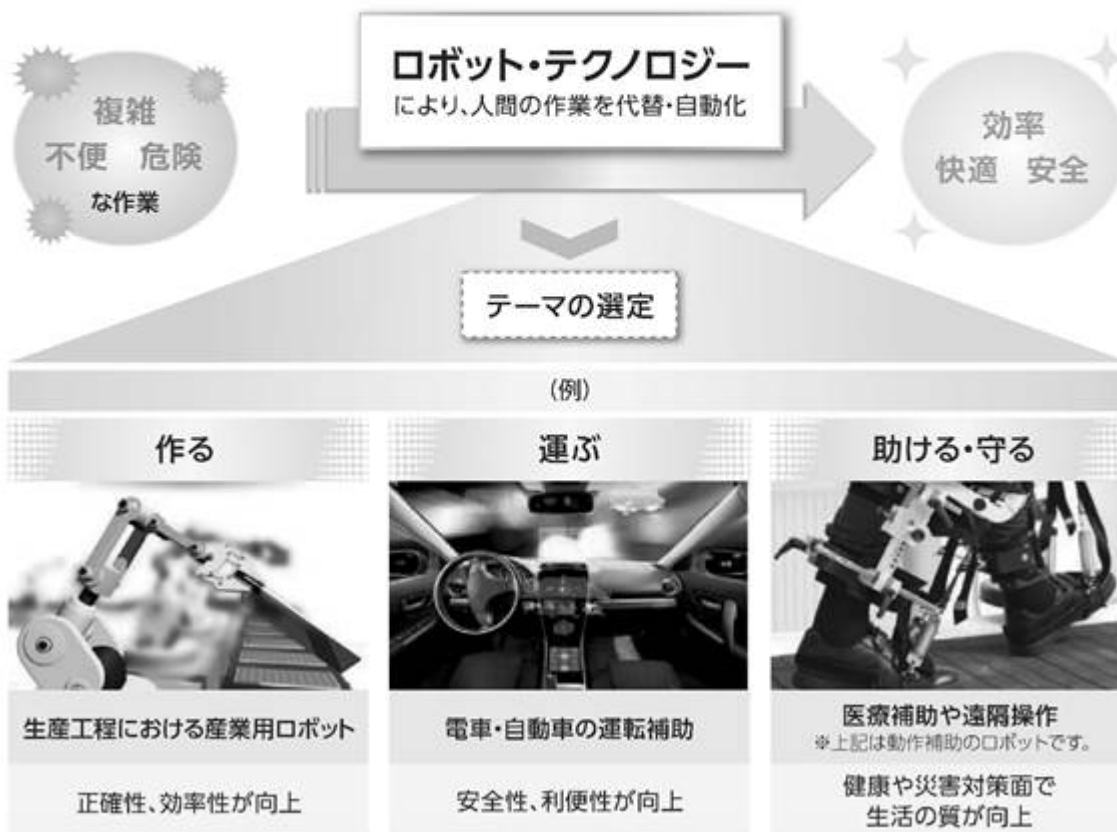 複雑
不便 危険
な作業
ロボット・テクノロジー
により、人間の作業を代替・自動化
効率
快適 安全
テーマの選定
(例)
作る
運ぶ
助ける・守る
生産工程における産業用ロボット
電車・自動車の運転補助
医療補助や遠隔操作
※上記は動作補助のロボットです。
正確性、効率性が向上
安全性、利便性が向上
健康や災害対策面で
生活の質が向上